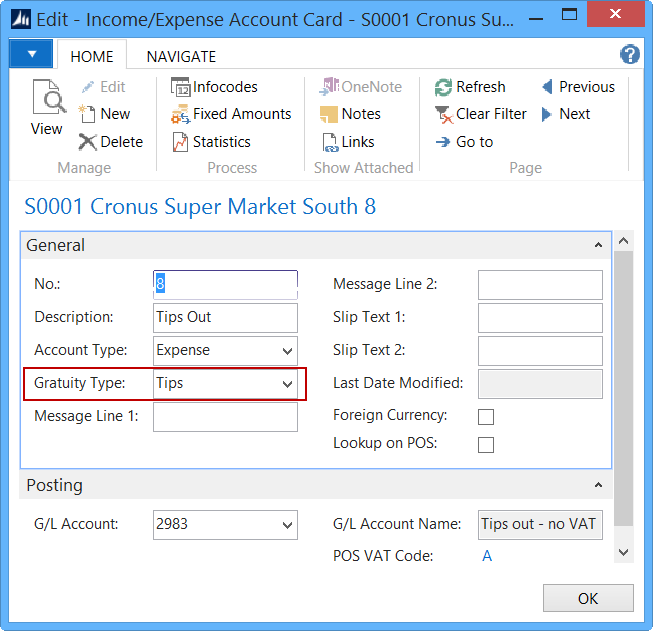 Edit - Income/Expense Account Card - S0001 Cronus Su...
HOME NAVIGATE
View
Edit
New
Delete
Manage
Infocodes
Fixed Amounts
Statistics
Process
OneNote
Notes
Links
Show Attached
Refresh
Clear Filter
Go to
Previous
Next
Page
S0001 Cronus Super Market South 8
General
No.: 8
Description: Tips Out
Account Type: Expense
Gratuity Type: Tips
Message Line 1:
Message Line 2:
Slip Text 1:
Slip Text 2:
Last Date Modified:
Foreign Currency:
Lookup on POS:
Posting
G/L Account: 2983
G/L Account Name: Tips out - no VAT
POS VAT Code: A
OK